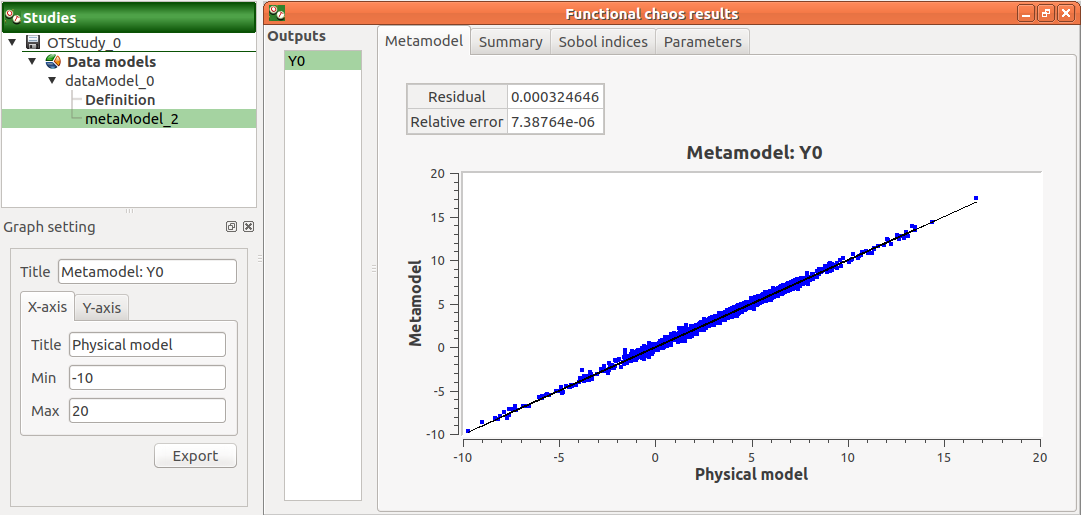 Studies
OTStudy_0
Data models
dataModel_0
Definition
metaModel_2
Graph setting
Title Metamodel: Y0
X-axis Y-axis
Title Physical model
Min -10
Max 20
Export
Functional chaos results
Outputs
Y0
Metamodel Summary Sobol indices Parameters
Residual 0.000324646
Relative error 7.38764e-06
Metamodel: Y0
Metamodel
20
15
10
5
0
-5
-10
-10 -5 0 5 10 15 20
Physical model